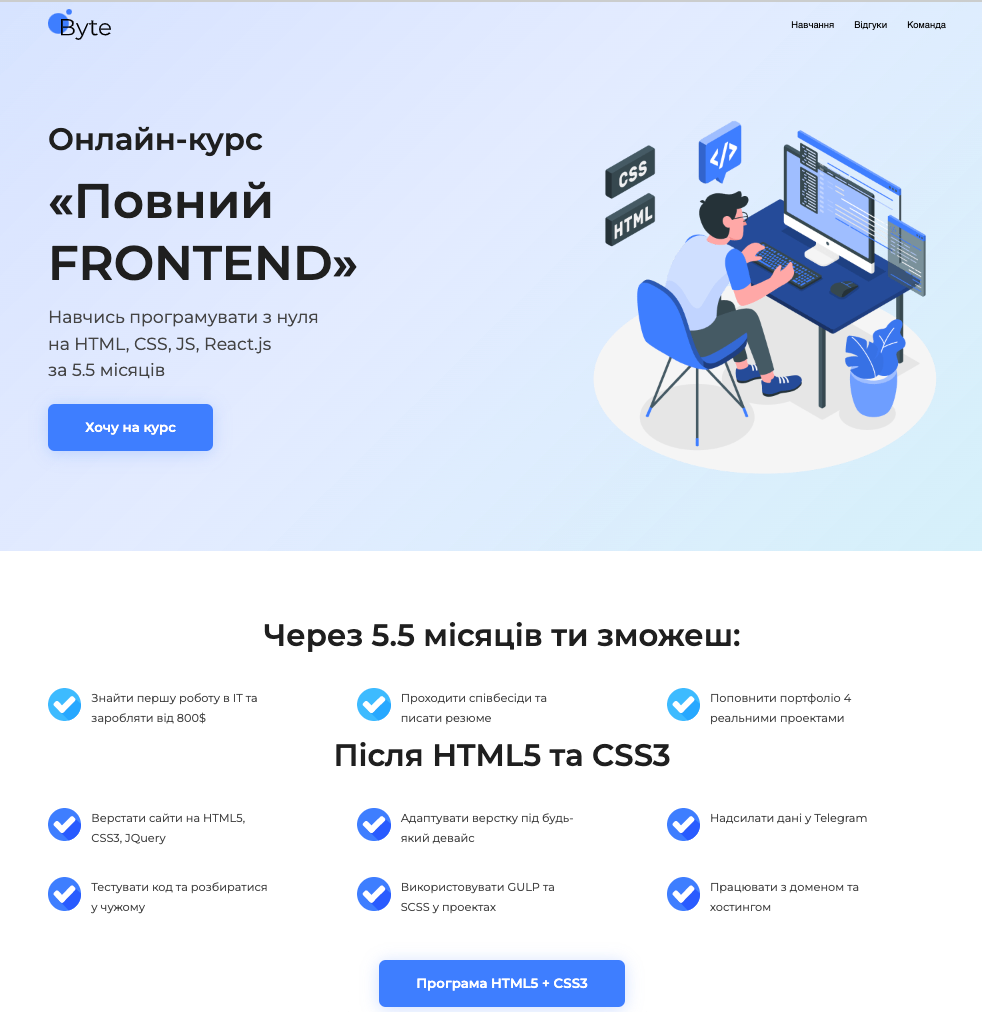 Byte
Навчання Відгуки Команда
Онлайн-курс
«Повний
FRONTEND»
Навчись програмувати з нуля
на HTML, CSS, JS, React.js
за 5.5 місяців
Хочу на курс
CSS
</>
HTML
Через 5.5 місяців ти зможеш:
Знайти першу роботу в IT та
заробляти від 800$
Проходити співбесіди та
писати резюме
Поповнити портфоліо 4
реальними проектами
Після HTML5 та CSS3
Верстати сайти на HTML5,
CSS3, JQuery
Адаптувати верстку під будь-
який девайс
Надсилати дані у Telegram
Тестувати код та розбиратися
у чужому
Використовувати GULP та
SCSS у проектах
Працювати з доменом та
хостингом
Програма HTML5 + CSS3